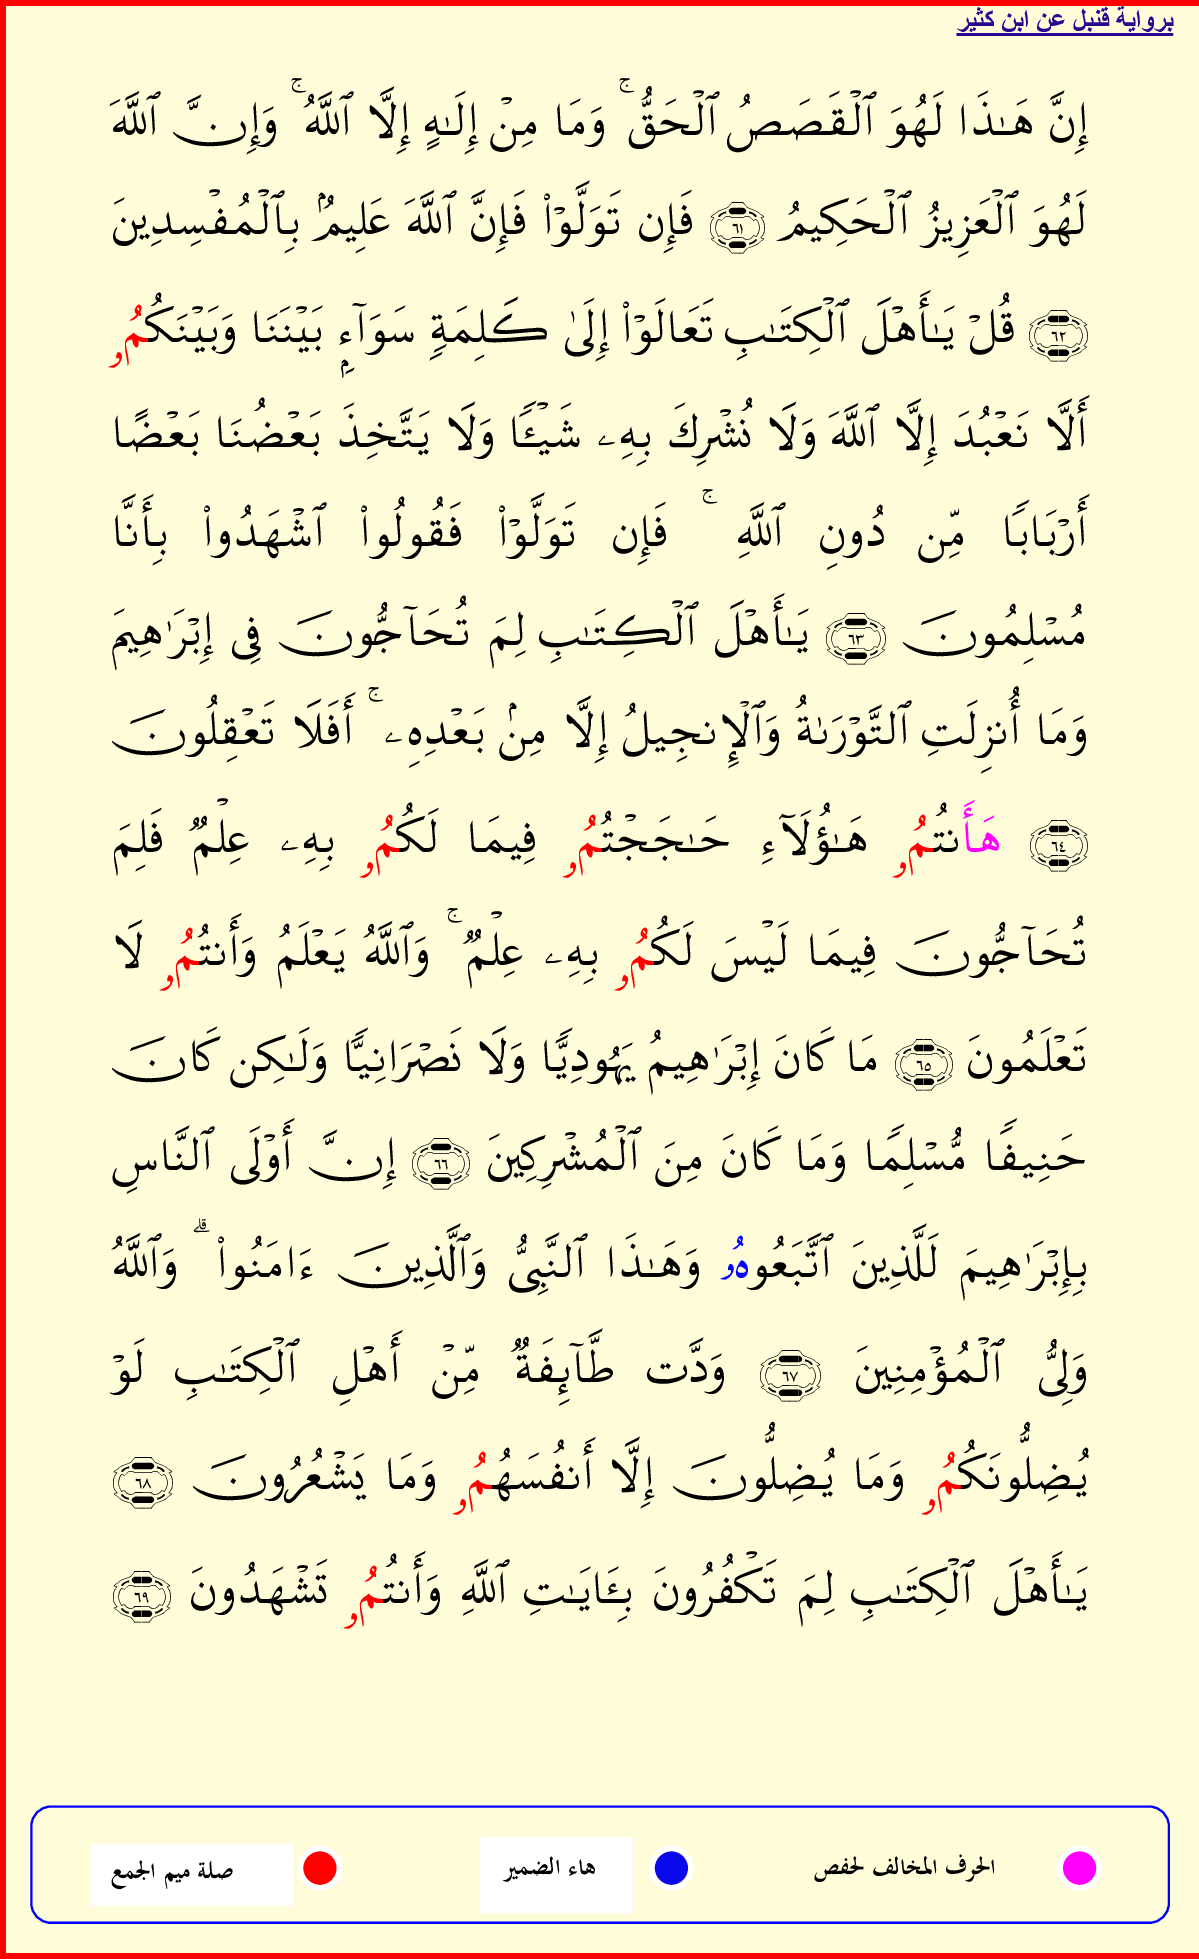 برواية قنبل عن ابن كثير
إِنَّ هَٰذَا لَهُوَ ٱلْقَصَصُ ٱلْحَقُّ ۚ وَمَا مِنْ إِلَٰهٍ إِلَّا ٱللَّهُ ۚ وَإِنَّ ٱللَّهَ
لَهُوَ ٱلْعَزِيزُ ٱلْحَكِيمُ ٦١ فَإِن تَوَلَّوْا۟ فَإِنَّ ٱللَّهَ عَلِيمُۢ بِٱلْمُفْسِدِينَ
٦٢ قُلْ يَٰأَهْلَ ٱلْكِتَٰبِ تَعَالَوْا۟ إِلَىٰ كَلِمَةٖ سَوَآءِۭ بَيْنَنَا وَبَيْنَكُمُۥ
أَلَّا نَعْبُدَ إِلَّا ٱللَّهَ وَلَا نُشْرِكَ بِهِۦ شَيْـًٔا وَلَا يَتَّخِذَ بَعْضُنَا بَعْضًا
أَرْبَابًا مِّن دُونِ ٱللَّهِ ۚ فَإِن تَوَلَّوْا۟ فَقُولُوا۟ ٱشْهَدُوا۟ بِأَنَّا
مُسْلِمُونَ ٦٣ يَٰأَهْلَ ٱلْكِتَٰبِ لِمَ تُحَآجُّونَ فِى إِبْرَٰهِيمَ
وَمَا أُنزِلَتِ ٱلتَّوْرَىٰةُ وَٱلْإِنجِيلُ إِلَّا مِنۢ بَعْدِهِۦ ۚ أَفَلَا تَعْقِلُونَ
٦٤ هَأَنتُمُۥ هَٰؤُلَآءِ حَٰجَجْتُمُۥ فِيمَا لَكُمُۥ بِهِۦ عِلْمٌ فَلِمَ
تُحَآجُّونَ فِيمَا لَيْسَ لَكُمُۥ بِهِۦ عِلْمٌ ۚ وَٱللَّهُ يَعْلَمُ وَأَنتُمُۥ لَا
تَعْلَمُونَ ٦٥ مَا كَانَ إِبْرَٰهِيمُ يَهُودِيًّا وَلَا نَصْرَانِيًّا وَلَٰكِن كَانَ
حَنِيفًا مُّسْلِمًا وَمَا كَانَ مِنَ ٱلْمُشْرِكِينَ ٦٦ إِنَّ أَوْلَى ٱلنَّاسِ
بِإِبْرَٰهِيمَ لَلَّذِينَ ٱتَّبَعُوهُۥ وَهَٰذَا ٱلنَّبِىُّ وَٱلَّذِينَ ءَامَنُوا۟ ۗ وَٱللَّهُ
وَلِىُّ ٱلْمُؤْمِنِينَ ٦٧ وَدَّت طَّآئِفَةٌ مِّنْ أَهْلِ ٱلْكِتَٰبِ لَوْ
يُضِلُّونَكُمُۥ وَمَا يُضِلُّونَ إِلَّا أَنفُسَهُمُۥ وَمَا يَشْعُرُونَ ٦٨
يَٰأَهْلَ ٱلْكِتَٰبِ لِمَ تَكْفُرُونَ بِـَٔايَٰتِ ٱللَّهِ وَأَنتُمُۥ تَشْهَدُونَ ٦٩
الحرف المخالف لحفص هاء الضمير صلة ميم الجمع